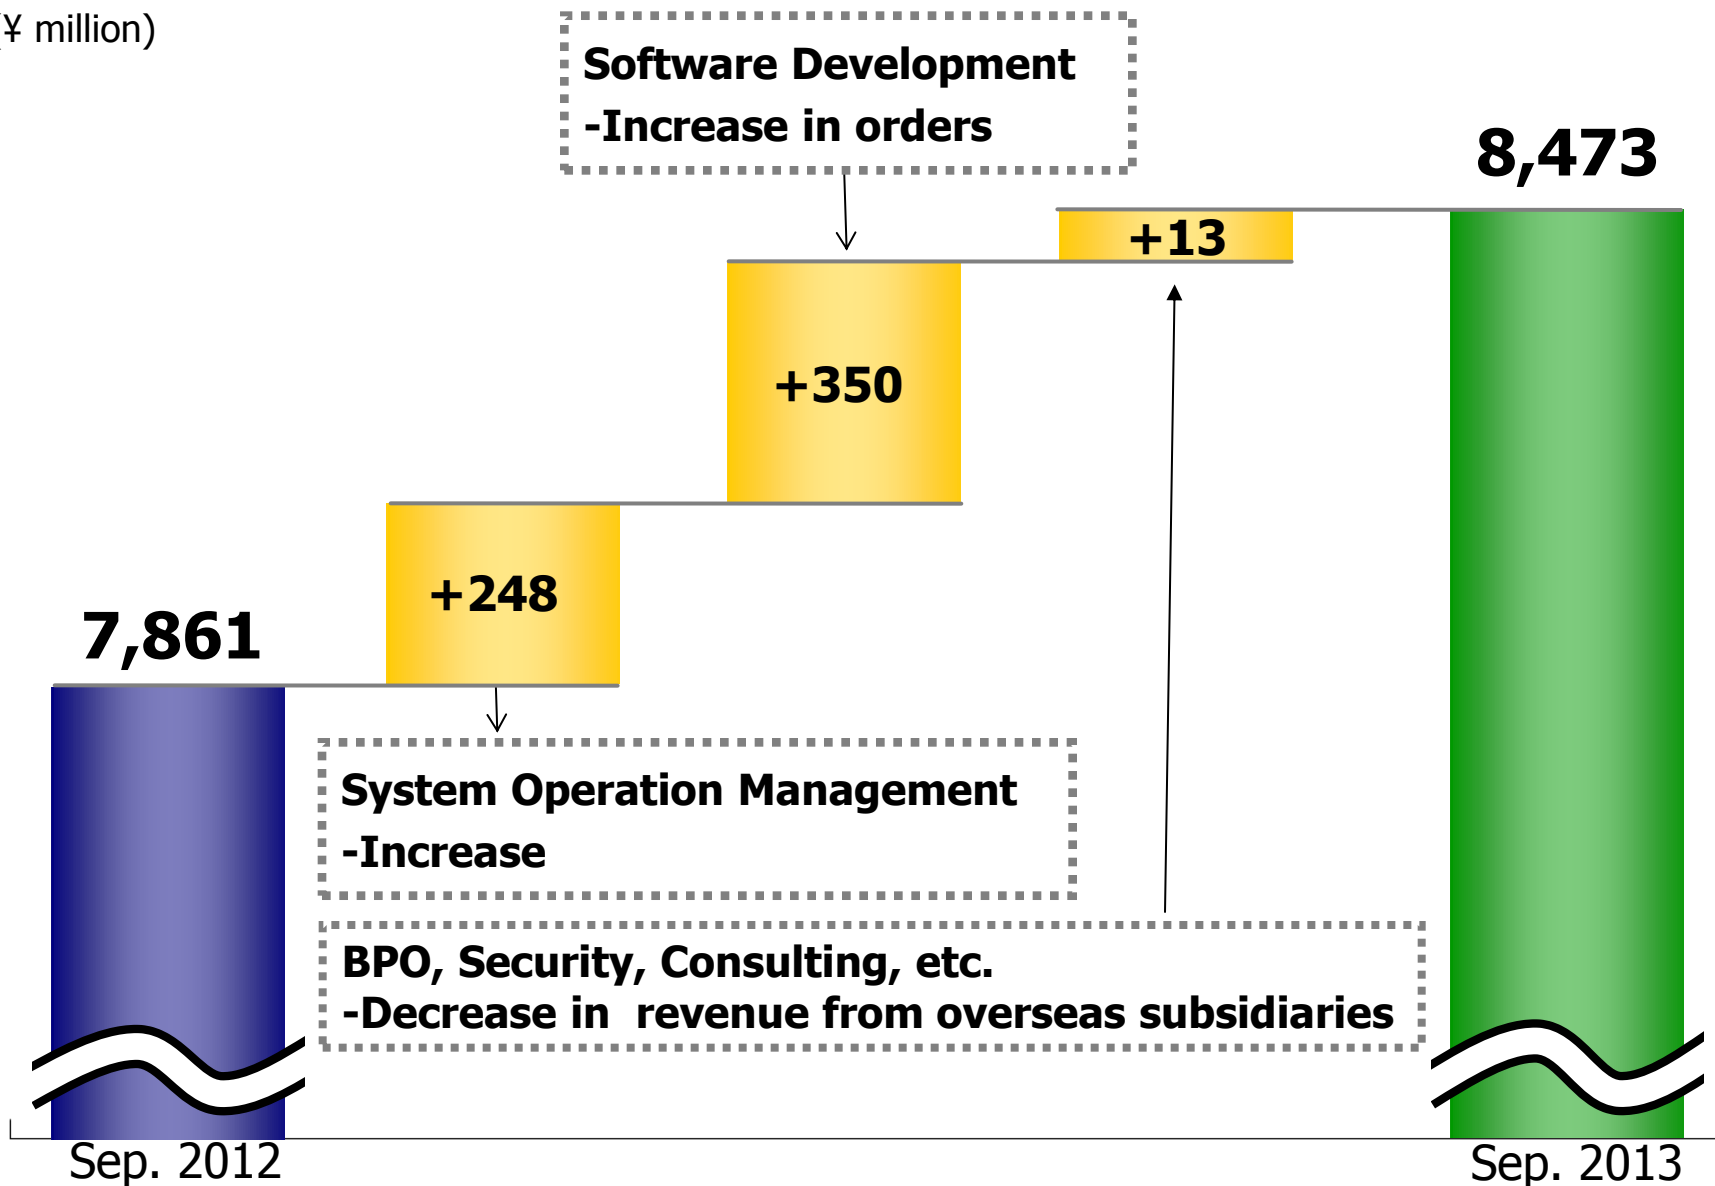 (¥ million)
Software Development
-Increase in orders
8,473
+13
+350
+248
7,861
System Operation Management
-Increase
BPO, Security, Consulting, etc.
-Decrease in  revenue from overseas subsidiaries
Sep. 2012
Sep. 2013